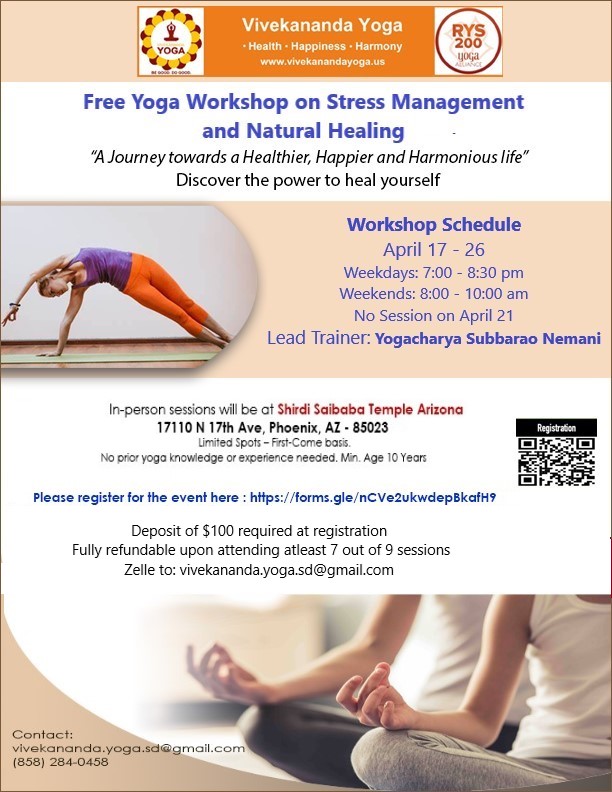 YOGA
BE GOOD. DO GOOD.
Vivekananda Yoga
• Health • Happiness • Harmony
www.vivekanandayoga.us
RYS
200
yoga
ALLIANCE
Free Yoga Workshop on Stress Management
and Natural Healing
“A Journey towards a Healthier, Happier and Harmonious life”
Discover the power to heal yourself
Workshop Schedule
April 17 - 26
Weekdays: 7:00 - 8:30 pm
Weekends: 8:00 - 10:00 am
No Session on April 21
Lead Trainer: Yogacharya Subbarao Nemani
In-person sessions will be at Shirdi Saibaba Temple Arizona
17110 N 17th Ave, Phoenix, AZ - 85023
Limited Spots – First-Come basis.
No prior yoga knowledge or experience needed. Min. Age 10 Years
Registration
Please register for the event here : https://forms.gle/nCVe2ukwdepBkafH9
Deposit of $100 required at registration
Fully refundable upon attending atleast 7 out of 9 sessions
Zelle to: vivekananda.yoga.sd@gmail.com
Contact:
vivekananda.yoga.sd@gmail.com
(858) 284-0458